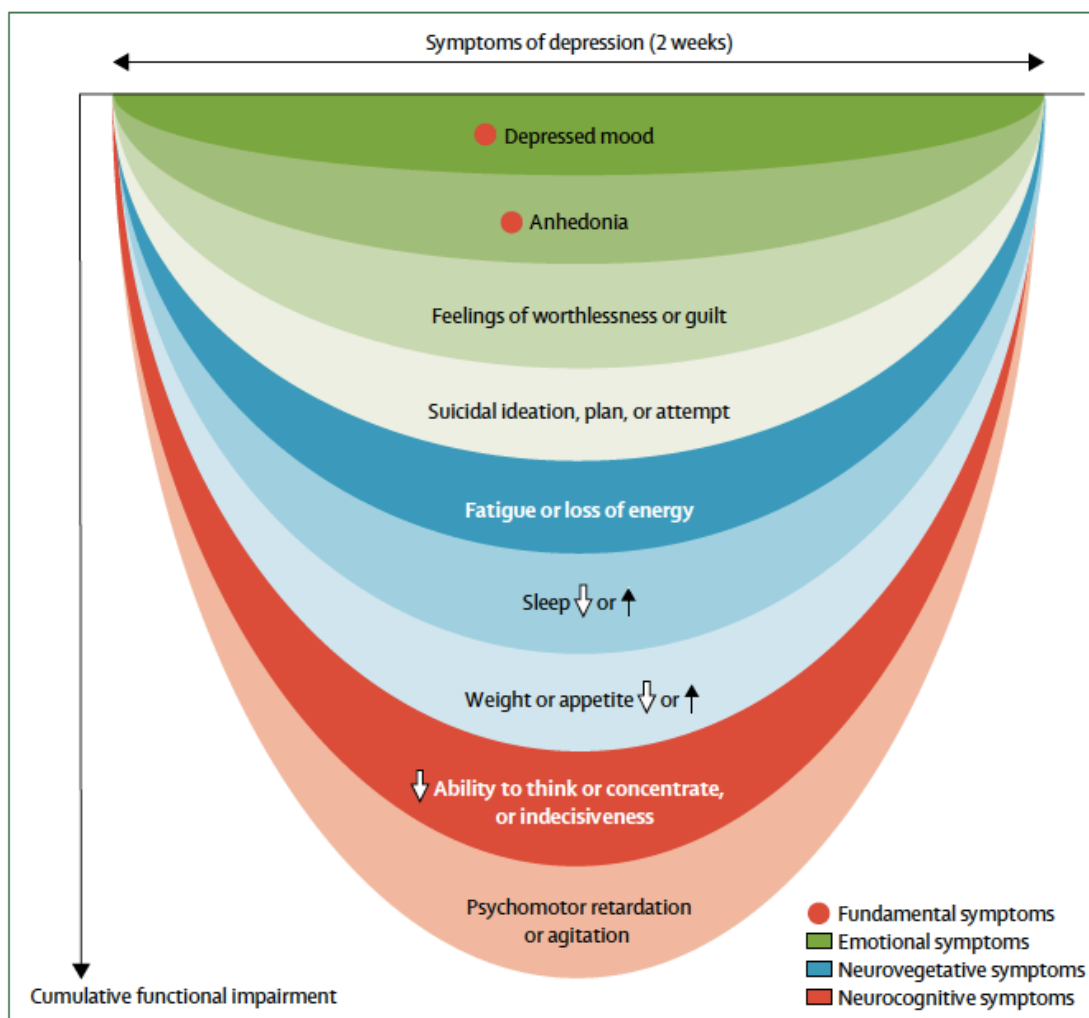 Symptoms of depression (2 weeks)
Depressed mood
Anhedonia
Feelings of worthlessness or guilt
Suicidal ideation, plan, or attempt
Fatigue or loss of energy
Sleep ⇩ or ↑
Weight or appetite ⇩ or ↑
⇩ Ability to think or concentrate,
or indecisiveness
Psychomotor retardation
or agitation
Cumulative functional impairment
Fundamental symptoms
Emotional symptoms
Neurovegetative symptoms
Neurocognitive symptoms